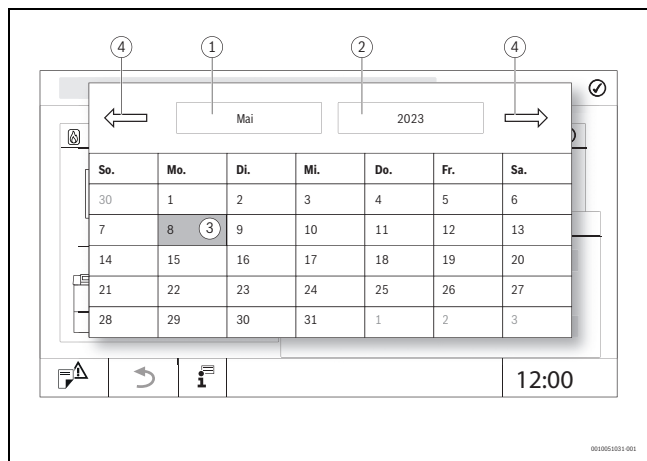 4 1 2 4
Mai 2023
So. Mo. Di. Mi. Do. Fr. Sa.
30 1 2 3 4 5 6
7 8 3 9 10 11 12 13
14 15 16 17 18 19 20
21 22 23 24 25 26 27
28 29 30 31 1 2 3
i 12:00
0010051031-001